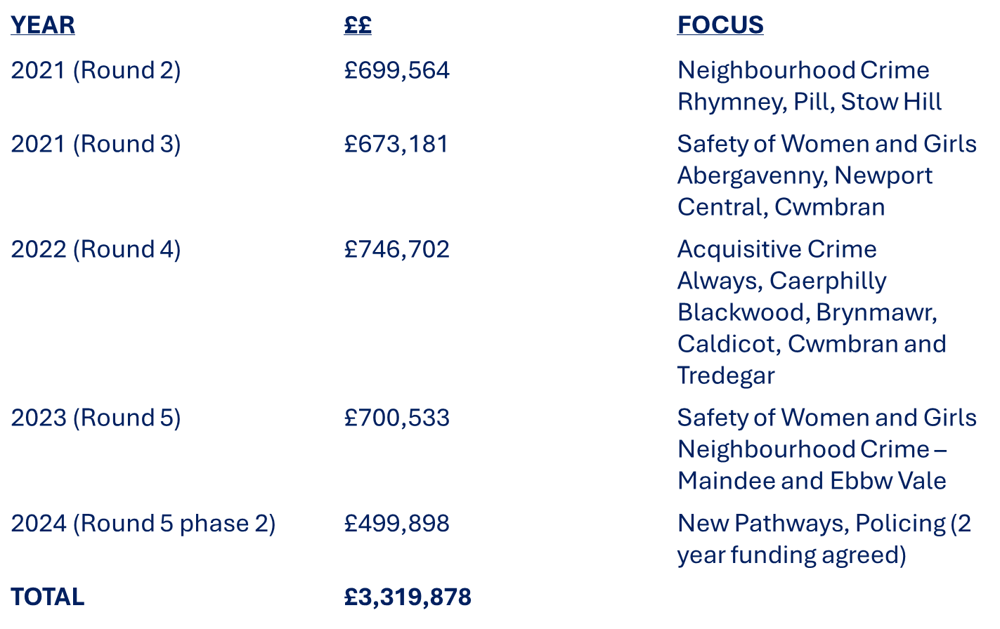 YEAR ££ FOCUS
2021 (Round 2) £699,564 Neighbourhood Crime
Rhymney, Pill, Stow Hill
2021 (Round 3) £673,181 Safety of Women and Girls
Abergavenny, Newport
Central, Cwmbran
2022 (Round 4) £746,702 Acquisitive Crime
Always, Caerphilly
Blackwood, Brynmawr,
Caldicot, Cwmbran and
Tredegar
2023 (Round 5) £700,533 Safety of Women and Girls
Neighbourhood Crime –
Maindee and Ebbw Vale
2024 (Round 5 phase 2) £499,898 New Pathways, Policing (2
year funding agreed)
TOTAL £3,319,878